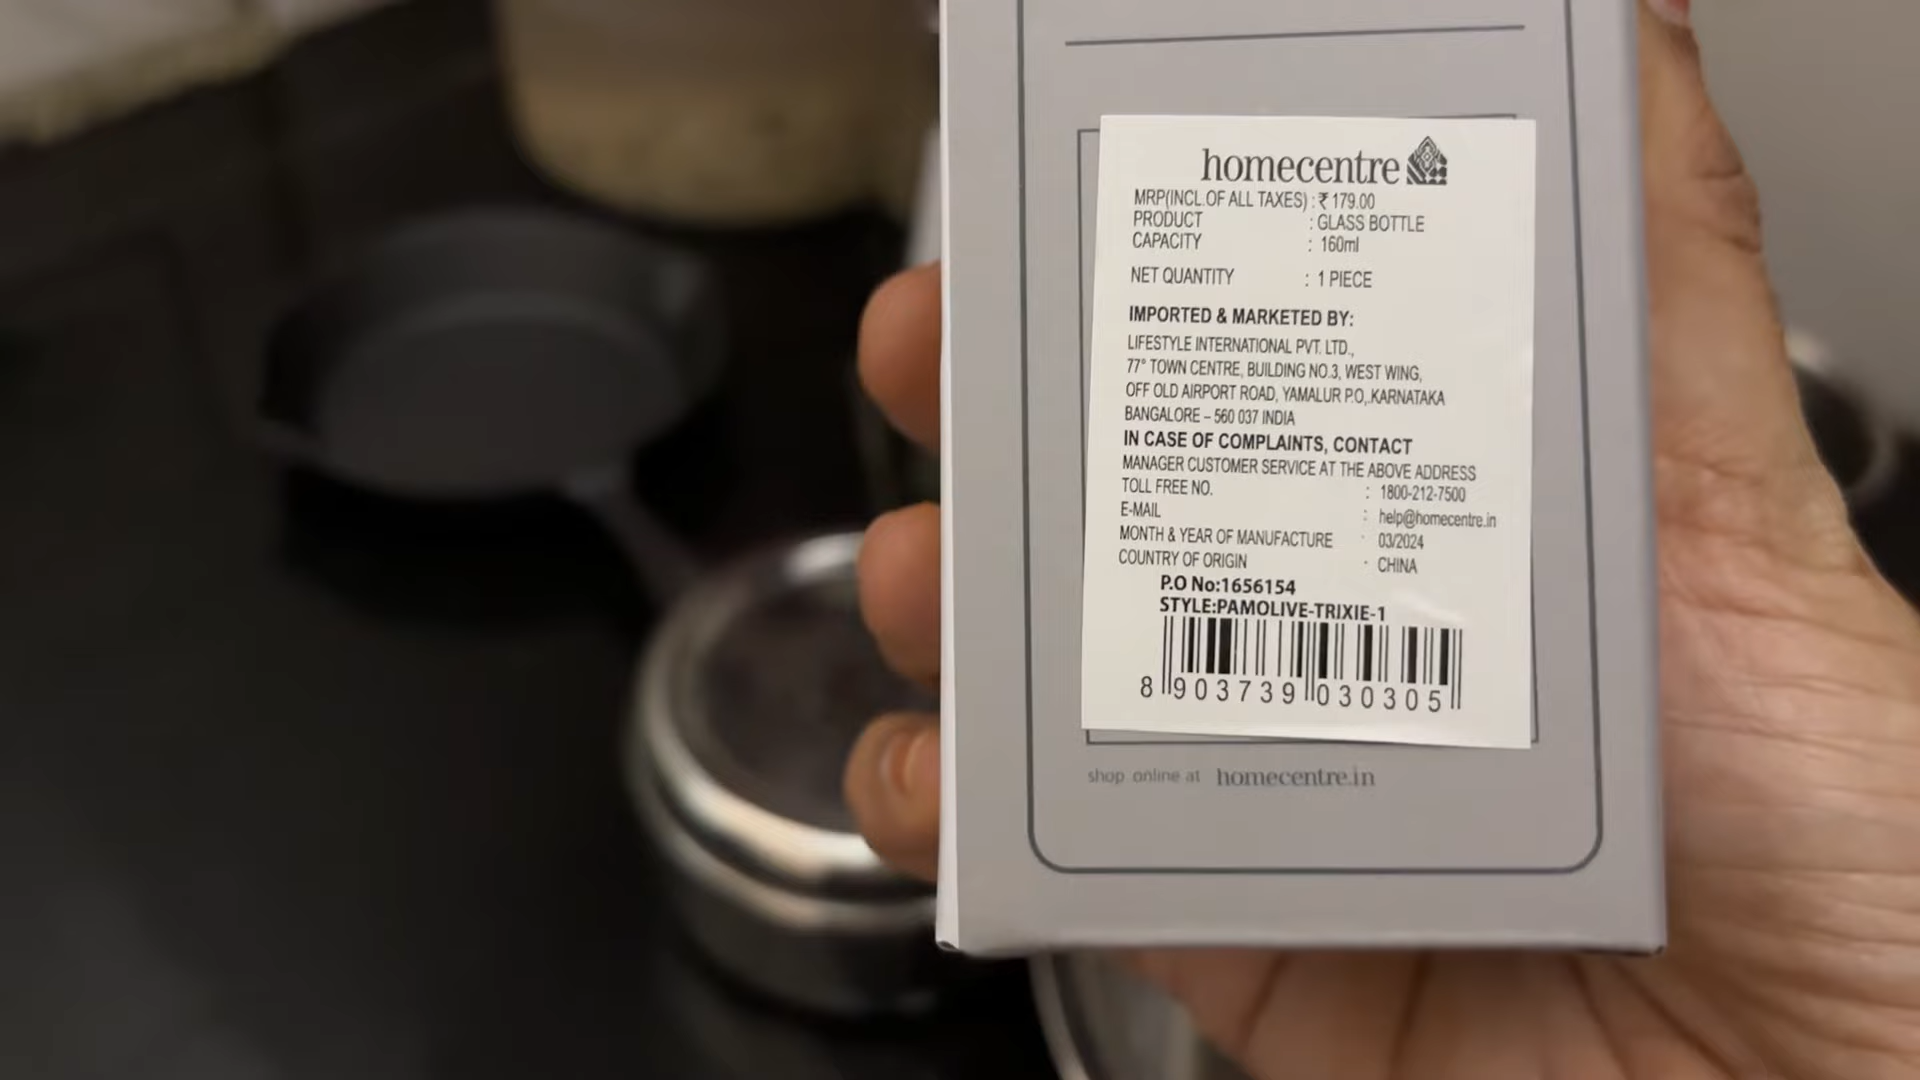 homecentre
MRP(INCL.OF ALL TAXES) : ₹ 179.00
PRODUCT : GLASS BOTTLE
CAPACITY : 160ml
NET QUANTITY : 1 PIECE
IMPORTED & MARKETED BY:
LIFESTYLE INTERNATIONAL PVT. LTD.,
77° TOWN CENTRE, BUILDING NO.3, WEST WING,
OFF OLD AIRPORT ROAD, YAMALUR P.O,.KARNATAKA
BANGALORE – 560 037 INDIA
IN CASE OF COMPLAINTS, CONTACT
MANAGER CUSTOMER SERVICE AT THE ABOVE ADDRESS
TOLL FREE NO. : 1800-212-7500
E-MAIL : help@homecentre.in
MONTH & YEAR OF MANUFACTURE : 03/2024
COUNTRY OF ORIGIN : CHINA
P.O No:1656154
STYLE:PAMOLIVE-TRIXIE-1
8 903739 030305
shop online at homecentre.in